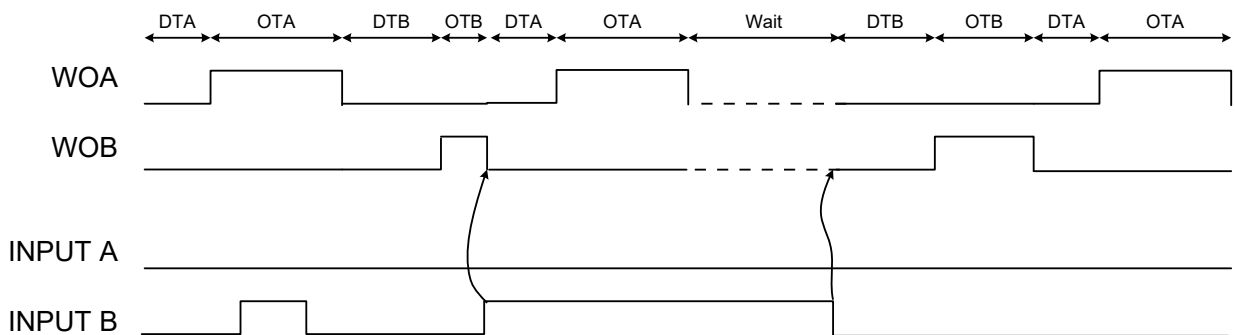 DTA OTA DTB OTB DTA OTA Wait DTB OTB DTA OTA
WOA
WOB
INPUT A
INPUT B